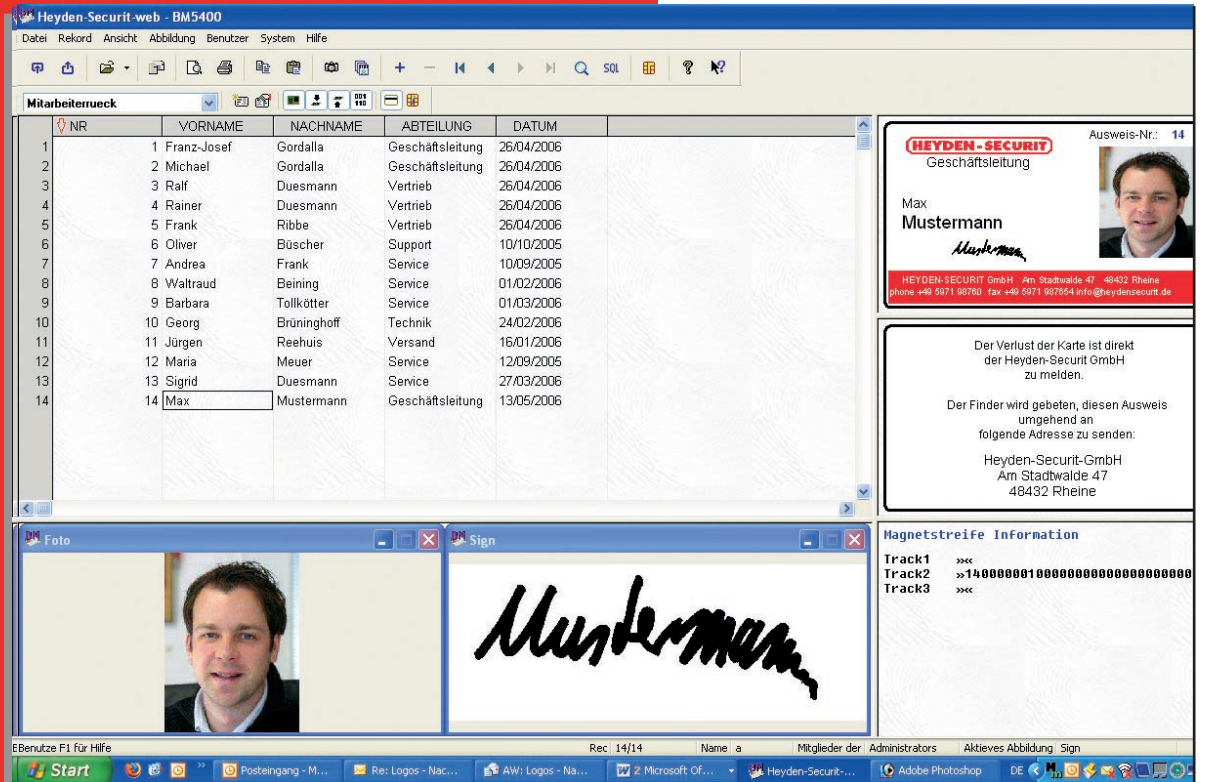 Heyden-Securit-web - BM5400
Datei Rekord Ansicht Abbildung Benutzer System Hilfe
SQL
Mitarbeiterrueck
NR VORNAME NACHNAME ABTEILUNG DATUM
1 1 Franz-Josef Gordalla Geschäftsleitung 26/04/2006
2 2 Michael Gordalla Geschäftsleitung 26/04/2006
3 3 Ralf Duesmann Vertrieb 26/04/2006
4 4 Rainer Duesmann Vertrieb 26/04/2006
5 5 Frank Ribbe Vertrieb 26/04/2006
6 6 Oliver Büscher Support 10/10/2005
7 7 Andrea Frank Service 10/09/2005
8 8 Waltraud Beining Service 01/02/2006
9 9 Barbara Tollkötter Service 01/03/2006
10 10 Georg Brüninghoff Technik 24/02/2006
11 11 Jürgen Reehuis Versand 16/01/2006
12 12 Maria Meuer Service 12/09/2005
13 13 Sigrid Duesmann Service 27/03/2006
14 14 Max Mustermann Geschäftsleitung 13/05/2006
Ausweis-Nr.: 14
HEYDEN-SECURIT
Geschäftsleitung
Max
Mustermann
Mustermann
HEYDEN-SECURIT GmbH Am Stadtwalde 47 48432 Rheine
phone +49 5971 98760 fax +49 5971 987654 info@heydensecurit.de
Der Verlust der Karte ist direkt
der Heyden-Securit GmbH
zu melden.
Der Finder wird gebeten, diesen Ausweis
umgehend an
folgende Adresse zu senden:
Heyden-Securit-GmbH
Am Stadtwalde 47
48432 Rheine
Foto
Sign
Mustermann
Magnetstreife Information
Track1 »«
Track2 »140000001000000000000000000000
Track3 »«
EBenutze F1 für Hilfe
Rec 14/14 Name a Mitglieder der Administrators Aktieves Abbildung Sign
Start
Posteingang - M...
Re: Logos - Nac...
AW: Logos - Na...
2 Microsoft Of...
Heyden-Securit-...
Adobe Photoshop
DE